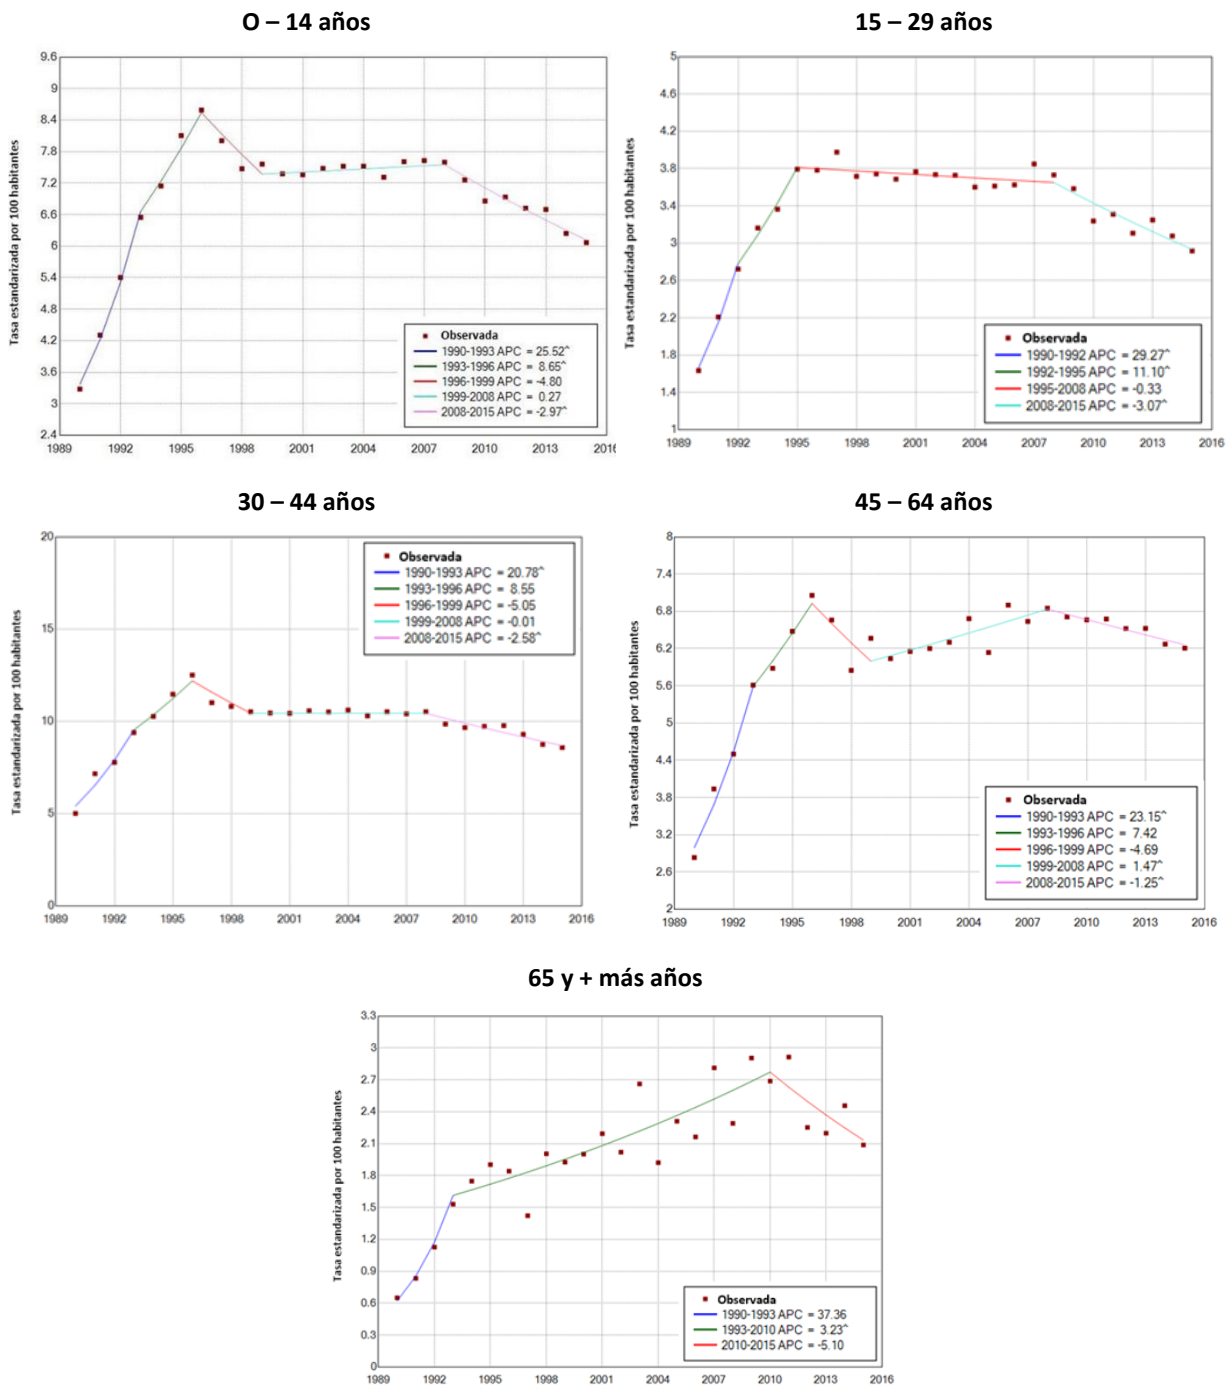 O – 14 años
Tasa estandarizada por 100 habitantes
9.6
9
8.4
7.8
7.2
6.6
6
5.4
4.8
4.2
3.6
3
2.4
1989 1992 1995 1998 2001 2004 2007 2010 2013 2016
Observada
1990-1993 APC = 25.52^
1993-1996 APC = 8.65^
1996-1999 APC = -4.80
1999-2008 APC = 0.27
2008-2015 APC = -2.97^
15 – 29 años
Tasa estandarizada por 100 habitantes
5
4.6
4.2
3.8
3.4
3
2.6
2.2
1.8
1.4
1
1989 1992 1995 1998 2001 2004 2007 2010 2013 2016
Observada
1990-1992 APC = 29.27^
1992-1995 APC = 11.10^
1995-2008 APC = -0.33
2008-2015 APC = -3.07^
30 – 44 años
Tasa estandarizada por 100 habitantes
20
15
10
5
0
1989 1992 1995 1998 2001 2004 2007 2010 2013 2016
Observada
1990-1993 APC = 20.78^
1993-1996 APC = 8.55
1996-1999 APC = -5.05
1999-2008 APC = -0.01
2008-2015 APC = -2.58^
45 – 64 años
Tasa estandarizada por 100 habitantes
8
7.4
6.8
6.2
5.6
5
4.4
3.8
3.2
2.6
2
1989 1992 1995 1998 2001 2004 2007 2010 2013 2016
Observada
1990-1993 APC = 23.15^
1993-1996 APC = 7.42
1996-1999 APC = -4.69
1999-2008 APC = 1.47^
2008-2015 APC = -1.25^
65 y + más años
Tasa estandarizada por 100 habitantes
3.3
3
2.7
2.4
2.1
1.8
1.5
1.2
0.9
0.6
0.3
0
1989 1992 1995 1998 2001 2004 2007 2010 2013 2016
Observada
1990-1993 APC = 37.36
1993-2010 APC = 3.23^
2010-2015 APC = -5.10